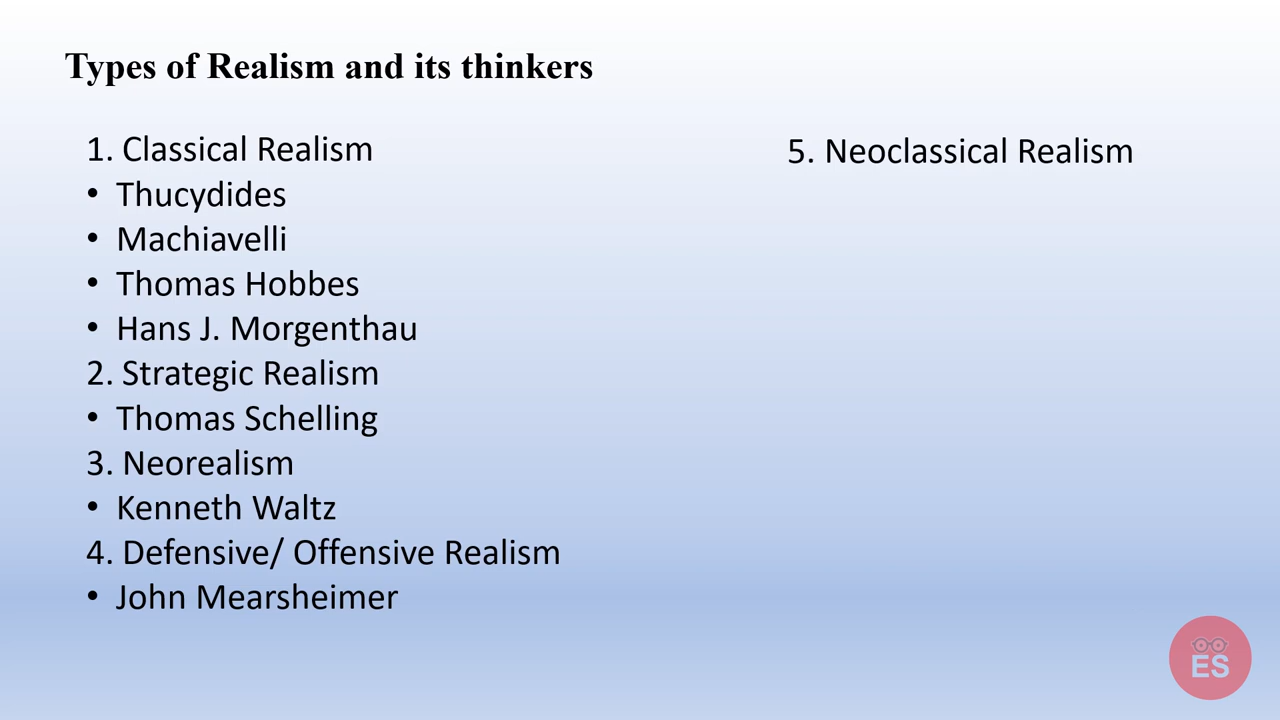 Types of Realism and its thinkers
1. Classical Realism
• Thucydides
• Machiavelli
• Thomas Hobbes
• Hans J. Morgenthau
2. Strategic Realism
• Thomas Schelling
3. Neorealism
• Kenneth Waltz
4. Defensive/ Offensive Realism
• John Mearsheimer
5. Neoclassical Realism
ES